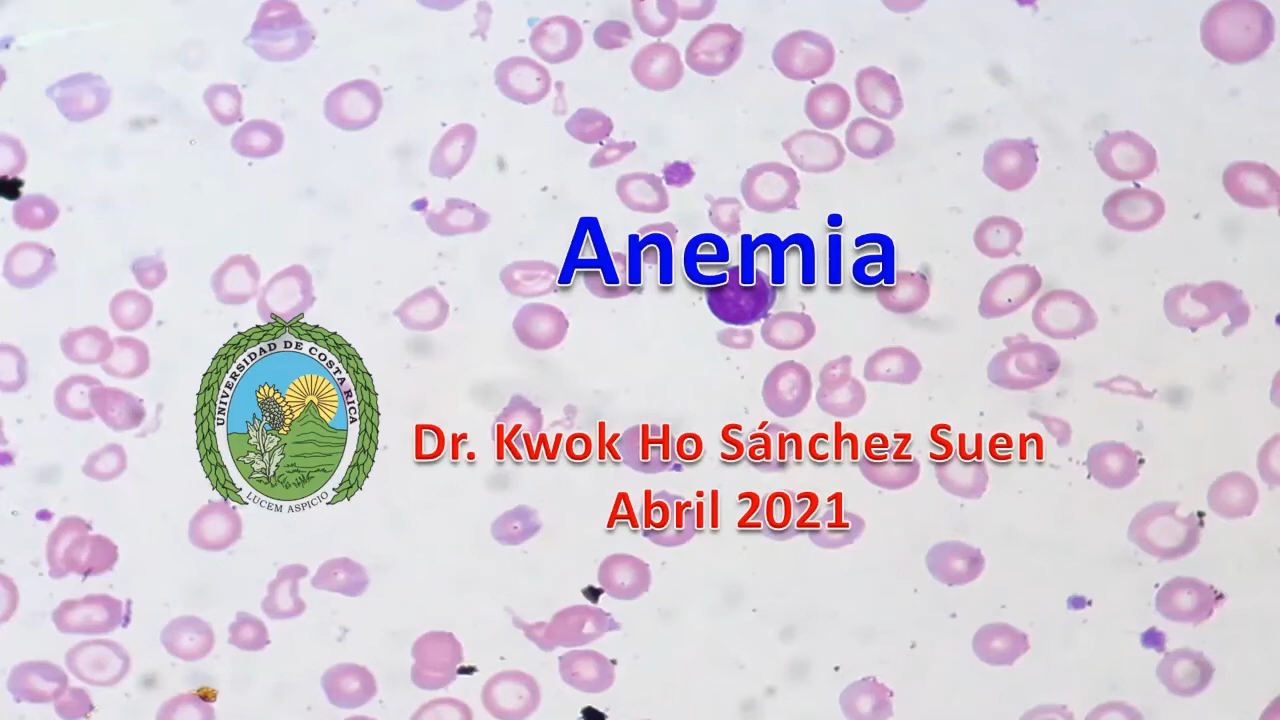 Anemia
UNIVERSIDAD DE COSTA RICA
LUCEM ASPICIO
Dr. Kwok Ho Sánchez Suen
Abril 2021